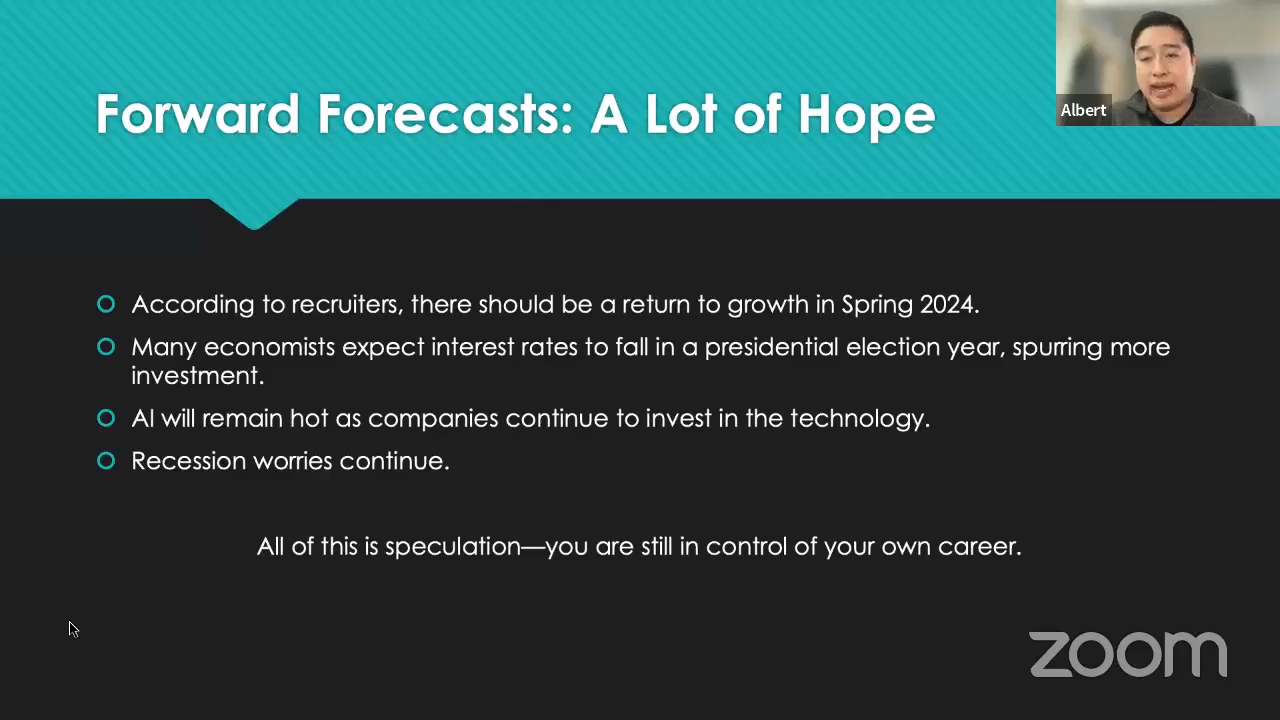 Forward Forecasts: A Lot of Hope
Albert
According to recruiters, there should be a return to growth in Spring 2024.
Many economists expect interest rates to fall in a presidential election year, spurring more
investment.
AI will remain hot as companies continue to invest in the technology.
Recession worries continue.
All of this is speculation—you are still in control of your own career.
zoom